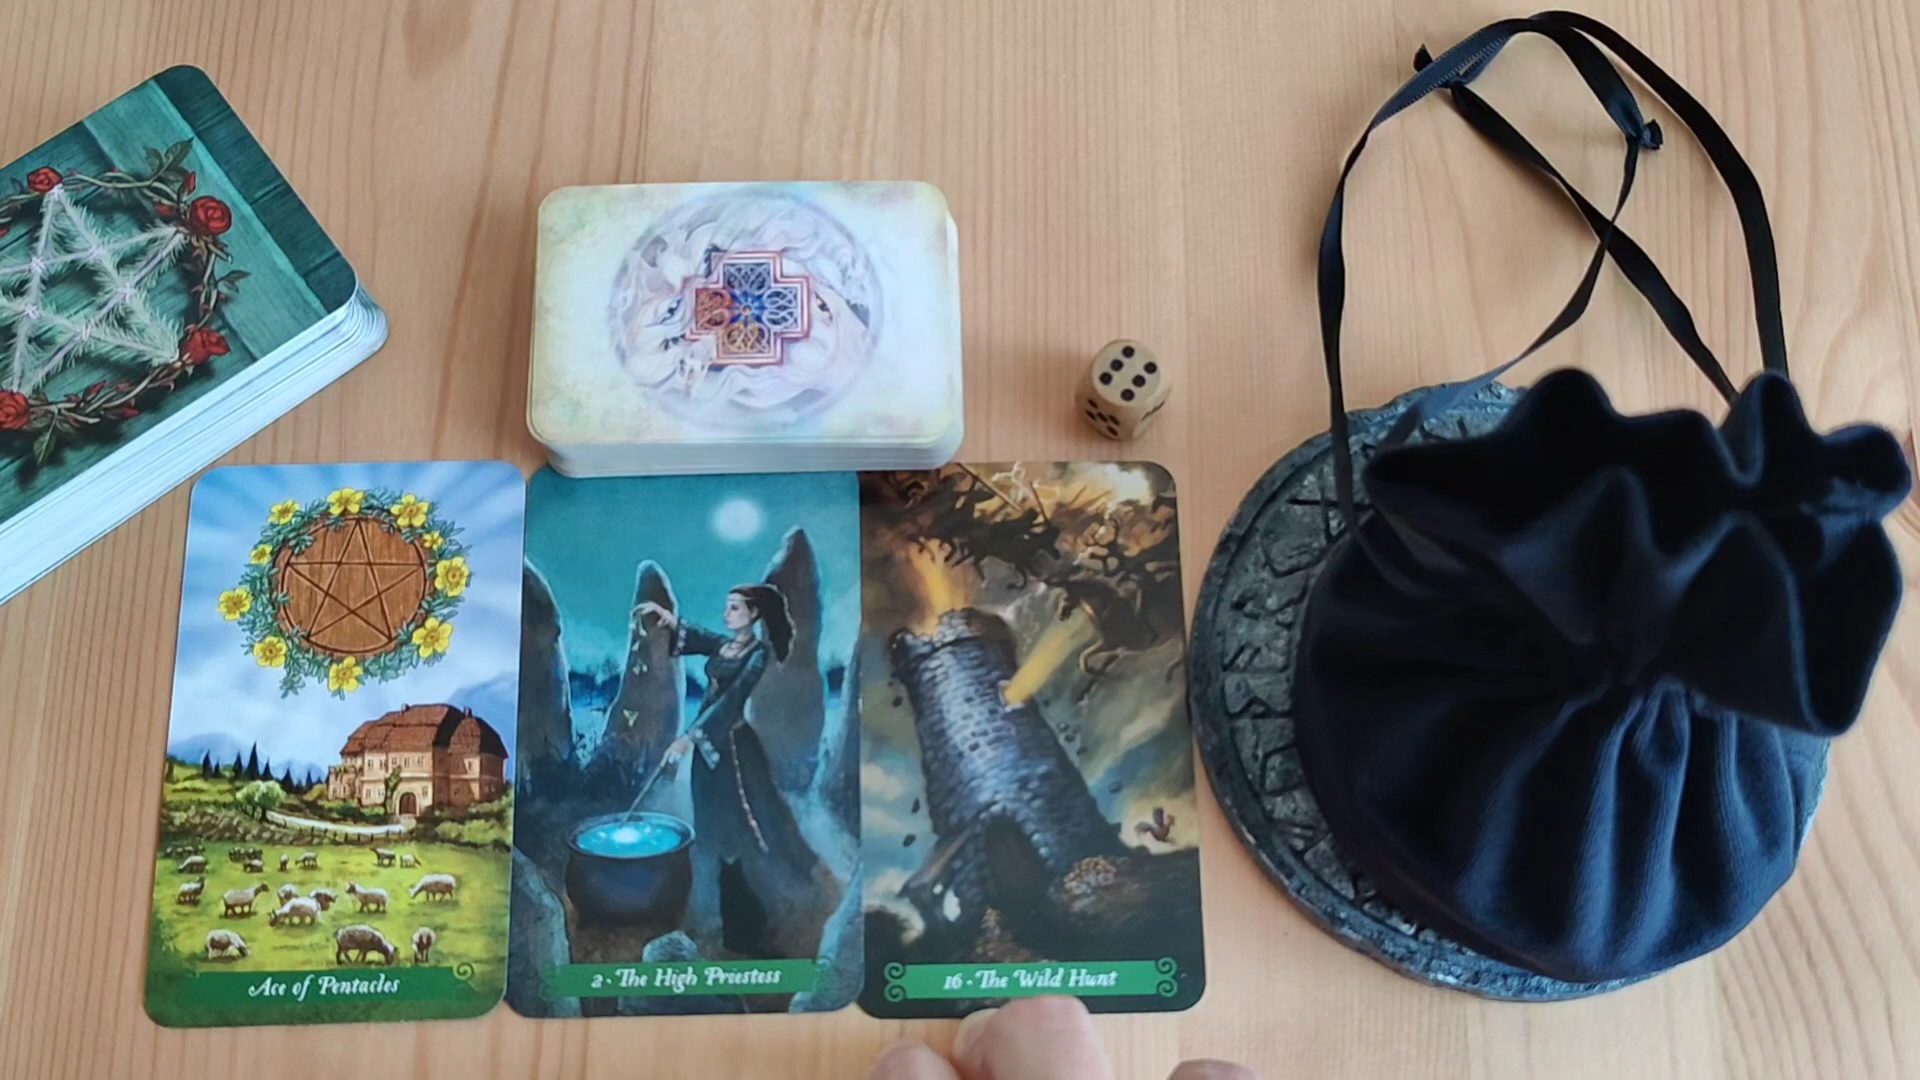 Ace of Pentacles
2 - The High Priestess
16 - The Wild Hunt